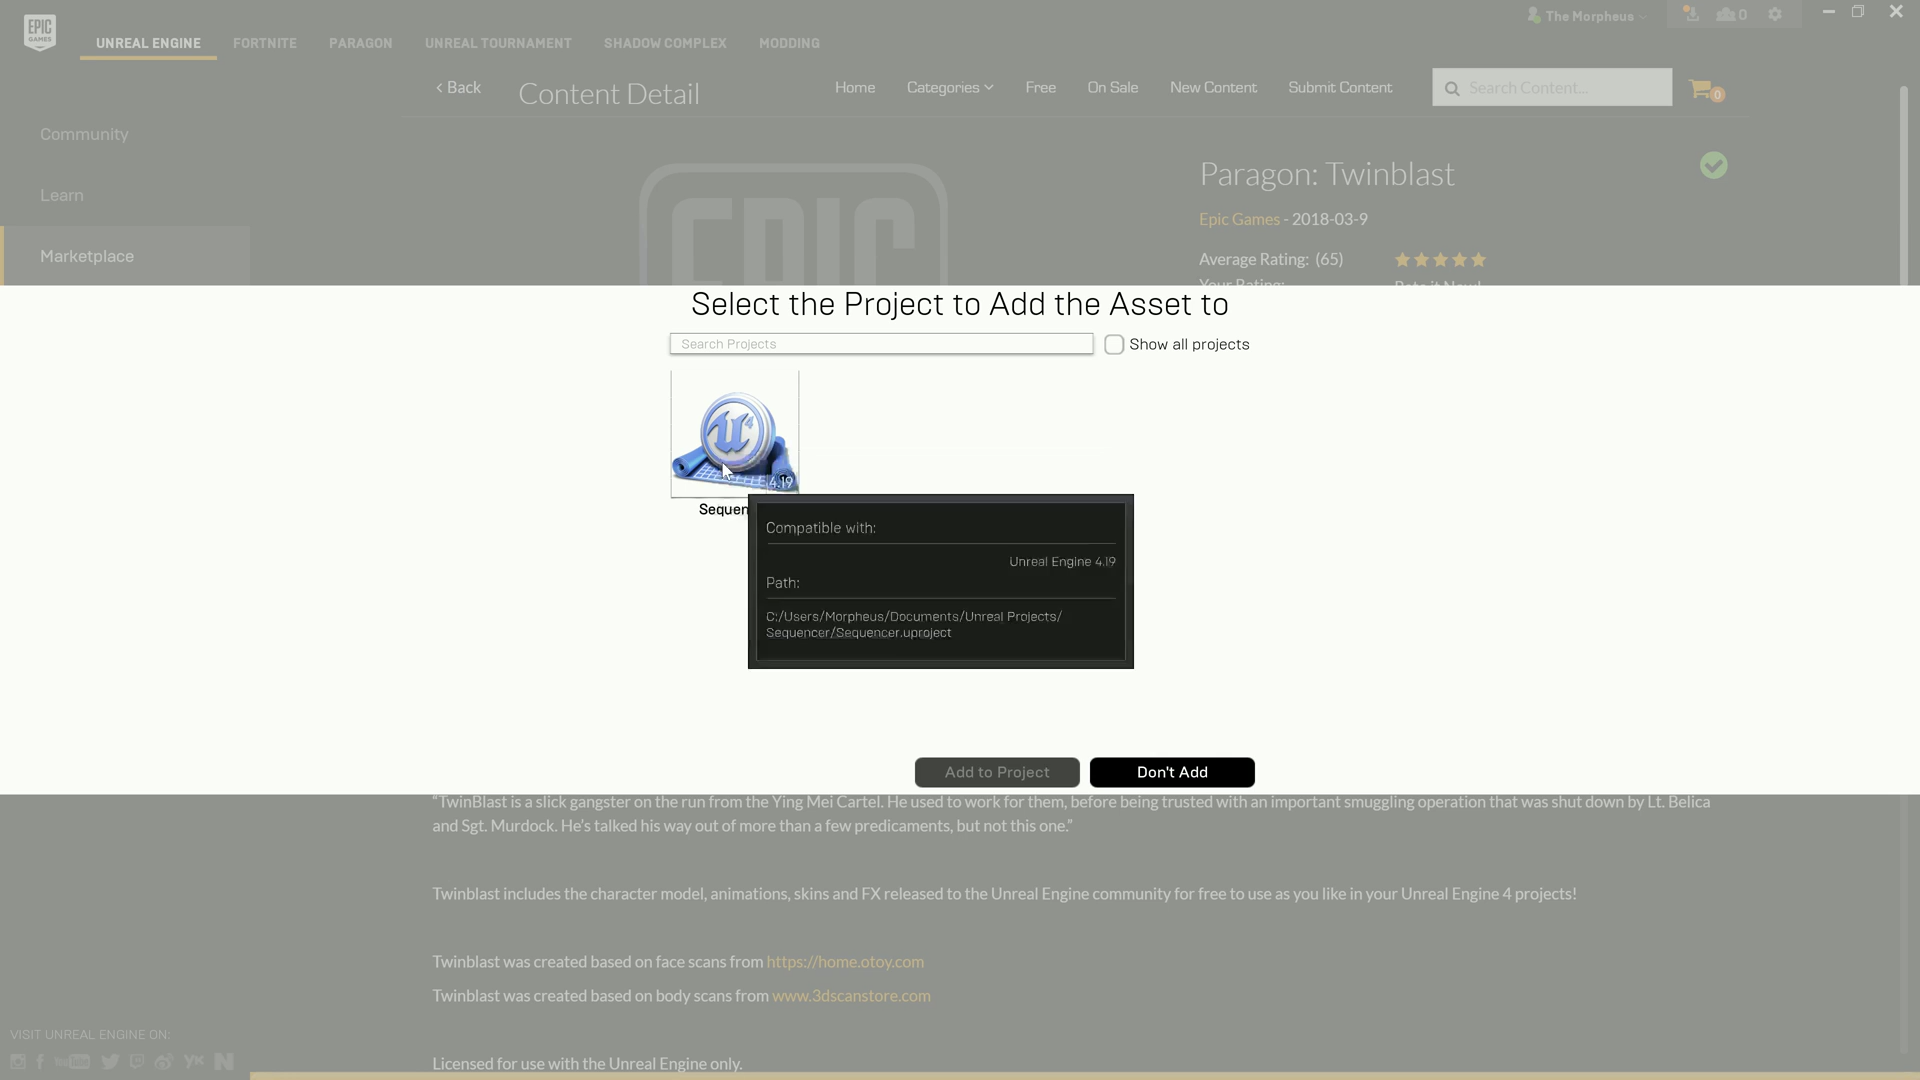 EPIC
GAMES
UNREAL ENGINE
FORTNITE
PARAGON
UNREAL TOURNAMENT
SHADOW COMPLEX
MODDING
The Morpheus
0
< Back
Content Detail
Home
Categories
Free
On Sale
New Content
Submit Content
Search Content...
0
Community
Learn
Marketplace
EPIC
Paragon: Twinblast
Epic Games - 2018-03-9
Average Rating: (65)
Your Rating:
Rate it Now!
Select the Project to Add the Asset to
Search Projects
Show all projects
4.19
Sequen
Compatible with:
Unreal Engine 4.19
Path:
C:/Users/Morpheus/Documents/Unreal Projects/
Sequencer/Sequencer.uproject
Add to Project
Don't Add
“TwinBlast is a slick gangster on the run from the Ying Mei Cartel. He used to work for them, before being trusted with an important smuggling operation that was shut down by Lt. Belica
and Sgt. Murdock. He’s talked his way out of more than a few predicaments, but not this one.”
Twinblast includes the character model, animations, skins and FX released to the Unreal Engine community for free to use as you like in your Unreal Engine 4 projects!
Twinblast was created based on face scans from https://home.otoy.com
Twinblast was created based on body scans from www.3dscanstore.com
VISIT UNREAL ENGINE ON:
Licensed for use with the Unreal Engine only.